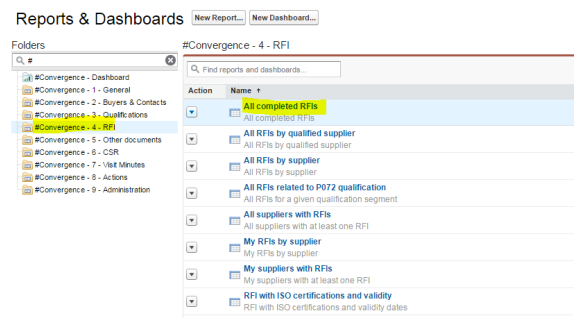 Reports & Dashboards New Report... New Dashboard...
Folders
#
#Convergence - Dashboard
#Convergence - 1 - General
#Convergence - 2 - Buyers & Contacts
#Convergence - 3 - Qualifications
#Convergence - 4 - RFI
#Convergence - 5 - Other documents
#Convergence - 6 - CSR
#Convergence - 7 - Visit Minutes
#Convergence - 8 - Actions
#Convergence - 9 - Administration
#Convergence - 4 - RFI
Find reports and dashboards...
Action Name ↑
All completed RFIs
All completed RFIs
All RFIs by qualified supplier
All RFIs by qualified supplier
All RFIs by supplier
All RFIs by supplier
All RFIs related to P072 qualification
All RFIs for a given qualification segment
All suppliers with RFIs
All suppliers with at least one RFI
My RFIs by supplier
My RFIs by supplier
My suppliers with RFIs
My suppliers with at least one RFI
RFI with ISO certifications and validity
RFI with ISO certifications and validity dates